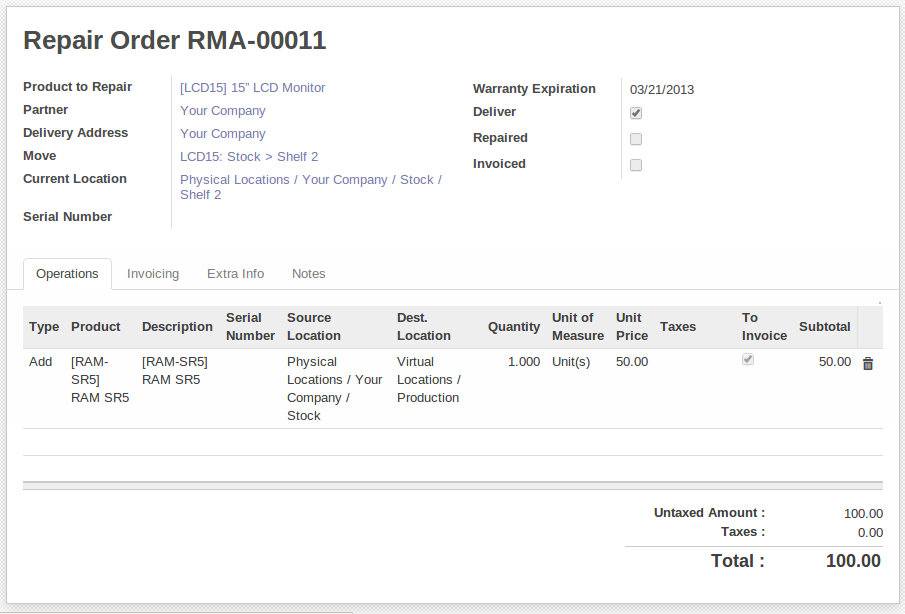 Repair Order RMA-00011
Product to Repair [LCD15] 15” LCD Monitor
Partner Your Company
Delivery Address Your Company
Move LCD15: Stock > Shelf 2
Current Location Physical Locations / Your Company / Stock /
Shelf 2
Serial Number
Warranty Expiration 03/21/2013
Deliver
Repaired
Invoiced
Operations Invoicing Extra Info Notes
Type Product Description Serial Number Source Location Dest. Location Quantity Unit of Measure Unit Price Taxes To Invoice Subtotal
Add [RAM-SR5] RAM SR5 [RAM-SR5] RAM SR5 Physical Locations / Your Company / Stock Virtual Locations / Production 1.000 Unit(s) 50.00 50.00
Untaxed Amount : 100.00
Taxes : 0.00
Total : 100.00